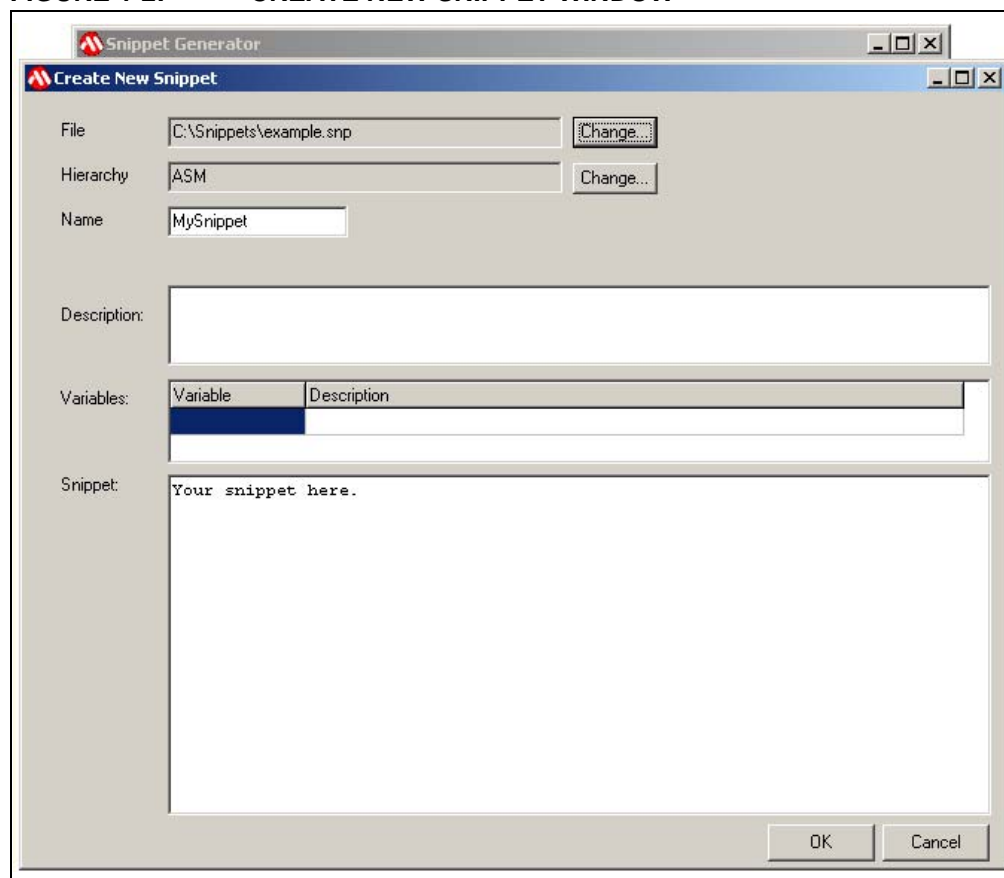 Snippet Generator
Create New Snippet
File C:\Snippets\example.snp Change...
Hierarchy ASM Change...
Name MySnippet
Description:
Variables: Variable Description
Snippet: Your snippet here.
OK Cancel